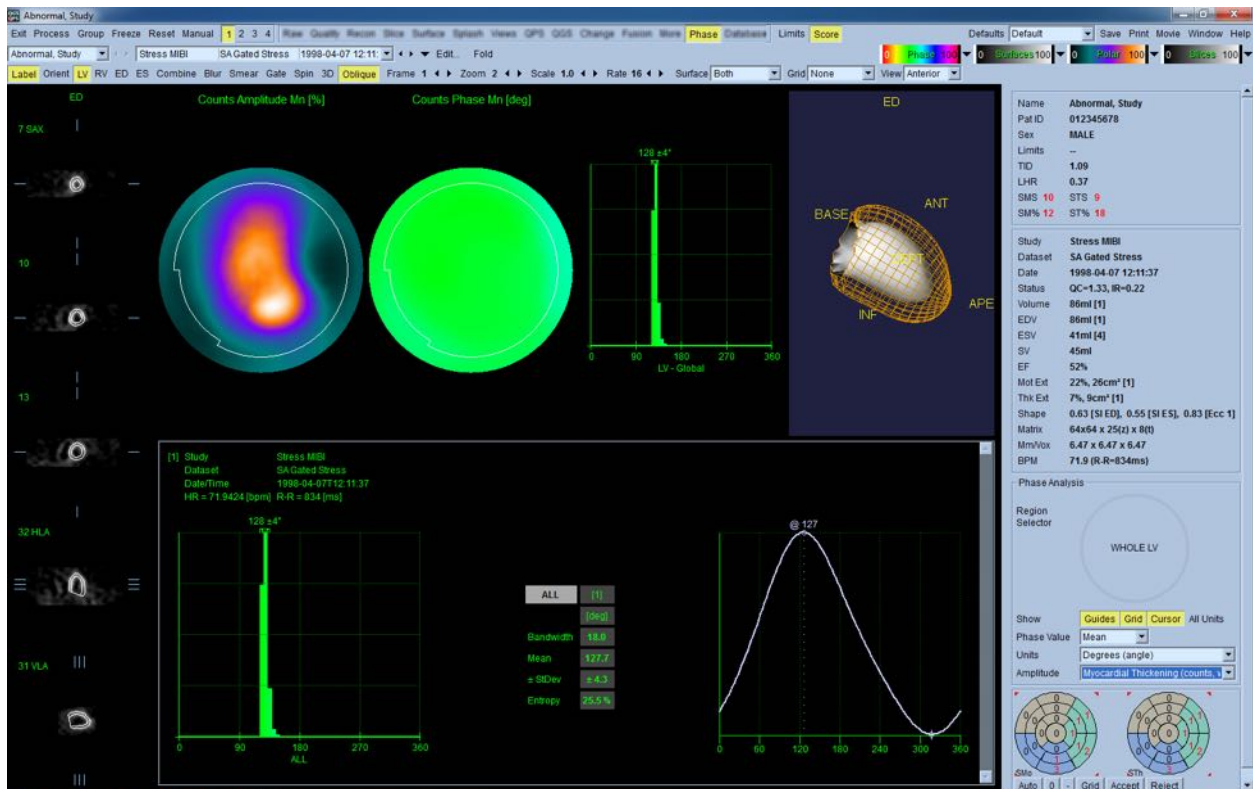 Abnormal, Study
Exit Process Group Freeze Reset Manual 1 2 3 4 Raw Quality Recon Slice Surface Splash Views QPS QGS Change Fusion More Phase Database Limits Score Defaults Default Save Print Movie Window Help
Abnormal, Study Stress MIBI SA Gated Stress 1998-04-07 12:11: Edit... Fold 0 Phase 100 0 Surfaces 100 0 Polar 100 0 Slices 100
Label Orient LV RV ED ES Combine Blur Smear Gate Spin 3D Oblique Frame 1 Zoom 2 Scale 1.0 Rate 16 Surface Both Grid None View Anterior
ED
7 SAX
10
13
32 HLA
31 VLA
Counts Amplitude Mn [%]
Counts Phase Mn [deg]
128 ±4°
0 90 180 270 360
LV - Global
ED
BASE
ANT
SEPT
INF
APE
[1] Study Stress MIBI
Dataset SA Gated Stress
Date/Time 1998-04-07T12:11:37
HR = 71.9424 [bpm] R-R = 834 [ms]
128 ±4°
0 90 180 270 360
ALL
ALL [1]
[deg]
Bandwidth 18.0
Mean 127.7
± StDev ± 4.3
Entropy 25.5 %
@ 127
0 60 120 180 240 300 360
Name Abnormal, Study
Pat ID 012345678
Sex MALE
Limits --
TID 1.09
LHR 0.37
SMS 10 STS 9
SM% 12 ST% 18
Study Stress MIBI
Dataset SA Gated Stress
Date 1998-04-07 12:11:37
Status QC=1.33, IR=0.22
Volume 86ml [1]
EDV 86ml [1]
ESV 41ml [4]
SV 45ml
EF 52%
Mot Ext 22%, 26cm² [1]
Thk Ext 7%, 9cm² [1]
Shape 0.63 [SI ED], 0.55 [SI ES], 0.83 [Ecc 1]
Matrix 64x64 x 25(z) x 8(t)
Mm/Vox 6.47 x 6.47 x 6.47
BPM 71.9 (R-R=834ms)
Phase Analysis
Region
Selector
WHOLE LV
Show Guides Grid Cursor All Units
Phase Value Mean
Units Degrees (angle)
Amplitude Myocardial Thickening (counts,
SMo
STh
Auto 0 - Grid Accept Reject